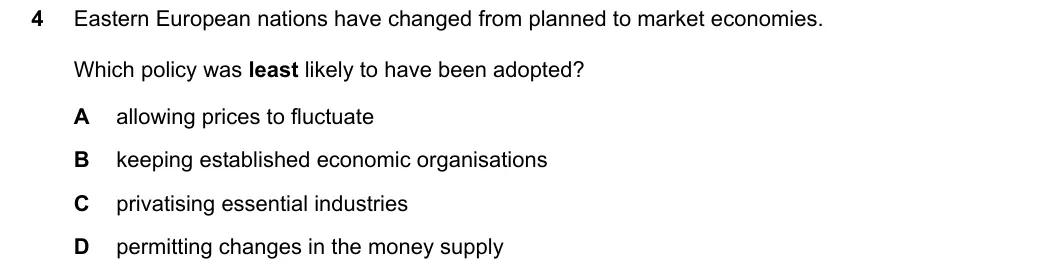 4 Eastern European nations have changed from planned to market economies.
Which policy was least likely to have been adopted?
A allowing prices to fluctuate
B keeping established economic organisations
C privatising essential industries
D permitting changes in the money supply